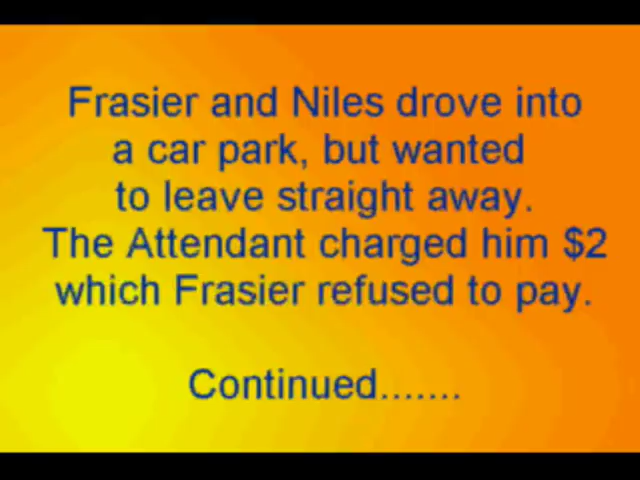 Frasier and Niles drove into
a car park, but wanted
to leave straight away.
The Attendant charged him $2
which Frasier refused to pay.
Continued.......